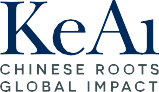 KeAi
CHINESE ROOTS
GLOBAL IMPACT